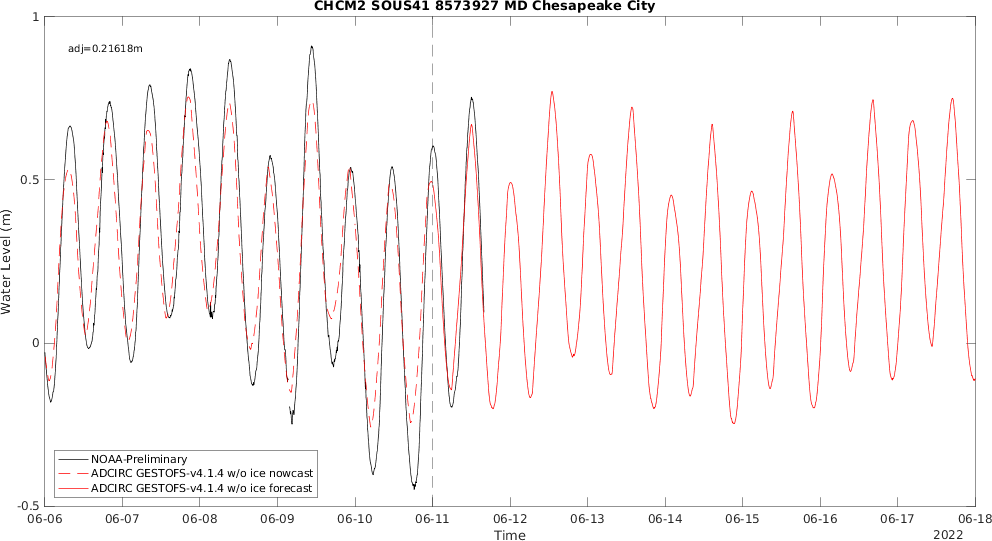 CHCM2 SOUS41 8573927 MD Chesapeake City
1
adj=0.21618m
0.5
Water Level (m)
0
NOAA-Preliminary
ADCIRC GESTOFS-v4.1.4 w/o ice nowcast
ADCIRC GESTOFS-v4.1.4 w/o ice forecast
-0.5
06-06 06-07 06-08 06-09 06-10 06-11 06-12 06-13 06-14 06-15 06-16 06-17 06-18
Time
2022